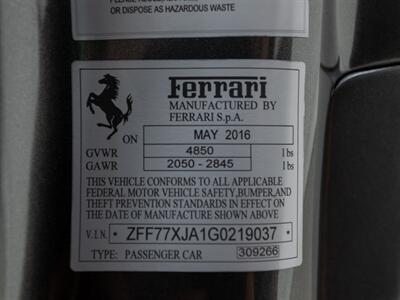 OR DISPOSE AS HAZARDOUS WASTE
Ferrari
MANUFACTURED BY
FERRARI S.p.A.
ON MAY 2016
GVWR 4850 lbs
GAWR 2050 - 2845 lbs
THIS VEHICLE CONFORMS TO ALL APPLICABLE
FEDERAL MOTOR VEHICLE SAFETY,BUMPER,AND
THEFT PREVENTION STANDARDS IN EFFECT ON
THE DATE OF MANUFACTURE SHOWN ABOVE
V.I.N. * ZFF77XJA1G0219037 *
TYPE: PASSENGER CAR 309266